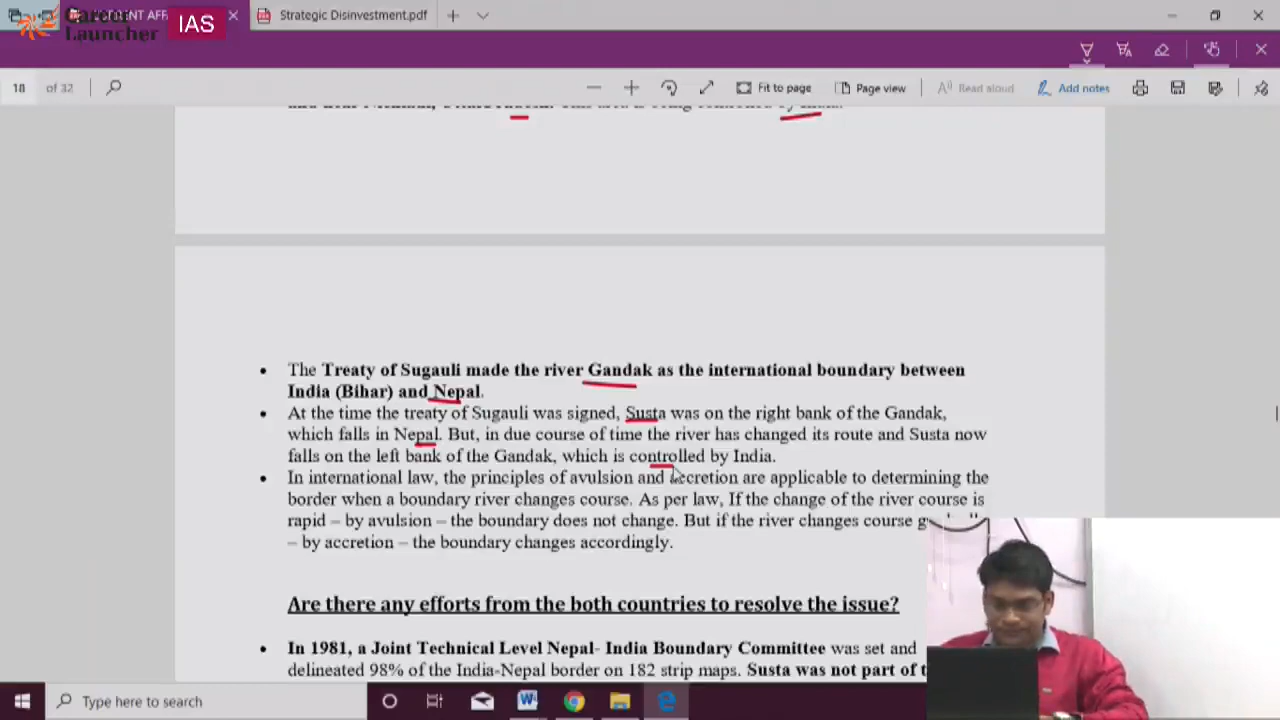 Career
Launcher
IAS
Strategic Disinvestment.pdf
18 of 32
Fit to page
Page view
Read aloud
Add notes
The Treaty of Sugauli made the river Gandak as the international boundary between
India (Bihar) and Nepal.
At the time the treaty of Sugauli was signed, Susta was on the right bank of the Gandak,
which falls in Nepal. But, in due course of time the river has changed its route and Susta now
falls on the left bank of the Gandak, which is controlled by India.
In international law, the principles of avulsion and accretion are applicable to determining the
border when a boundary river changes course. As per law, If the change of the river course is
rapid – by avulsion – the boundary does not change. But if the river changes course
– by accretion – the boundary changes accordingly.
Are there any efforts from the both countries to resolve the issue?
In 1981, a Joint Technical Level Nepal- India Boundary Committee was set and
delineated 98% of the India-Nepal border on 182 strip maps. Susta was not part of
Type here to search